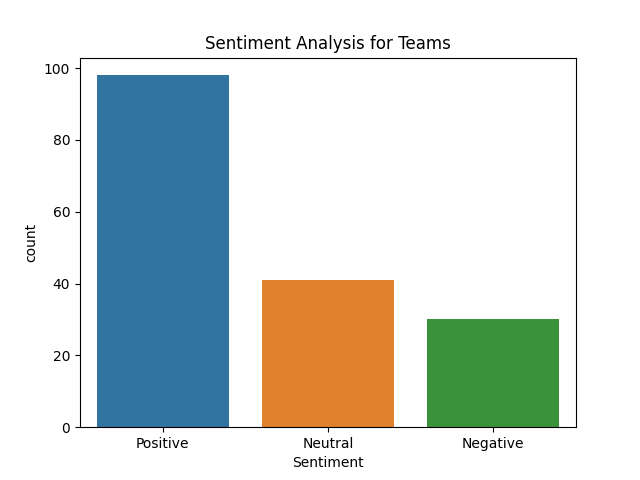 Sentiment Analysis for Teams
100
80
60
40
20
0
count
Positive Neutral Negative
Sentiment